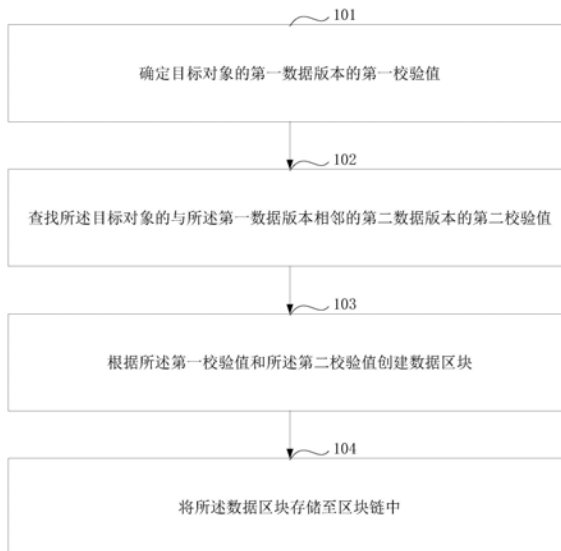 101
确定目标对象的第一数据版本的第一校验值
102
查找所述目标对象的与所述第一数据版本相邻的第二数据版本的第二校验值
103
根据所述第一校验值和所述第二校验值创建数据区块
104
将所述数据区块存储至区块链中